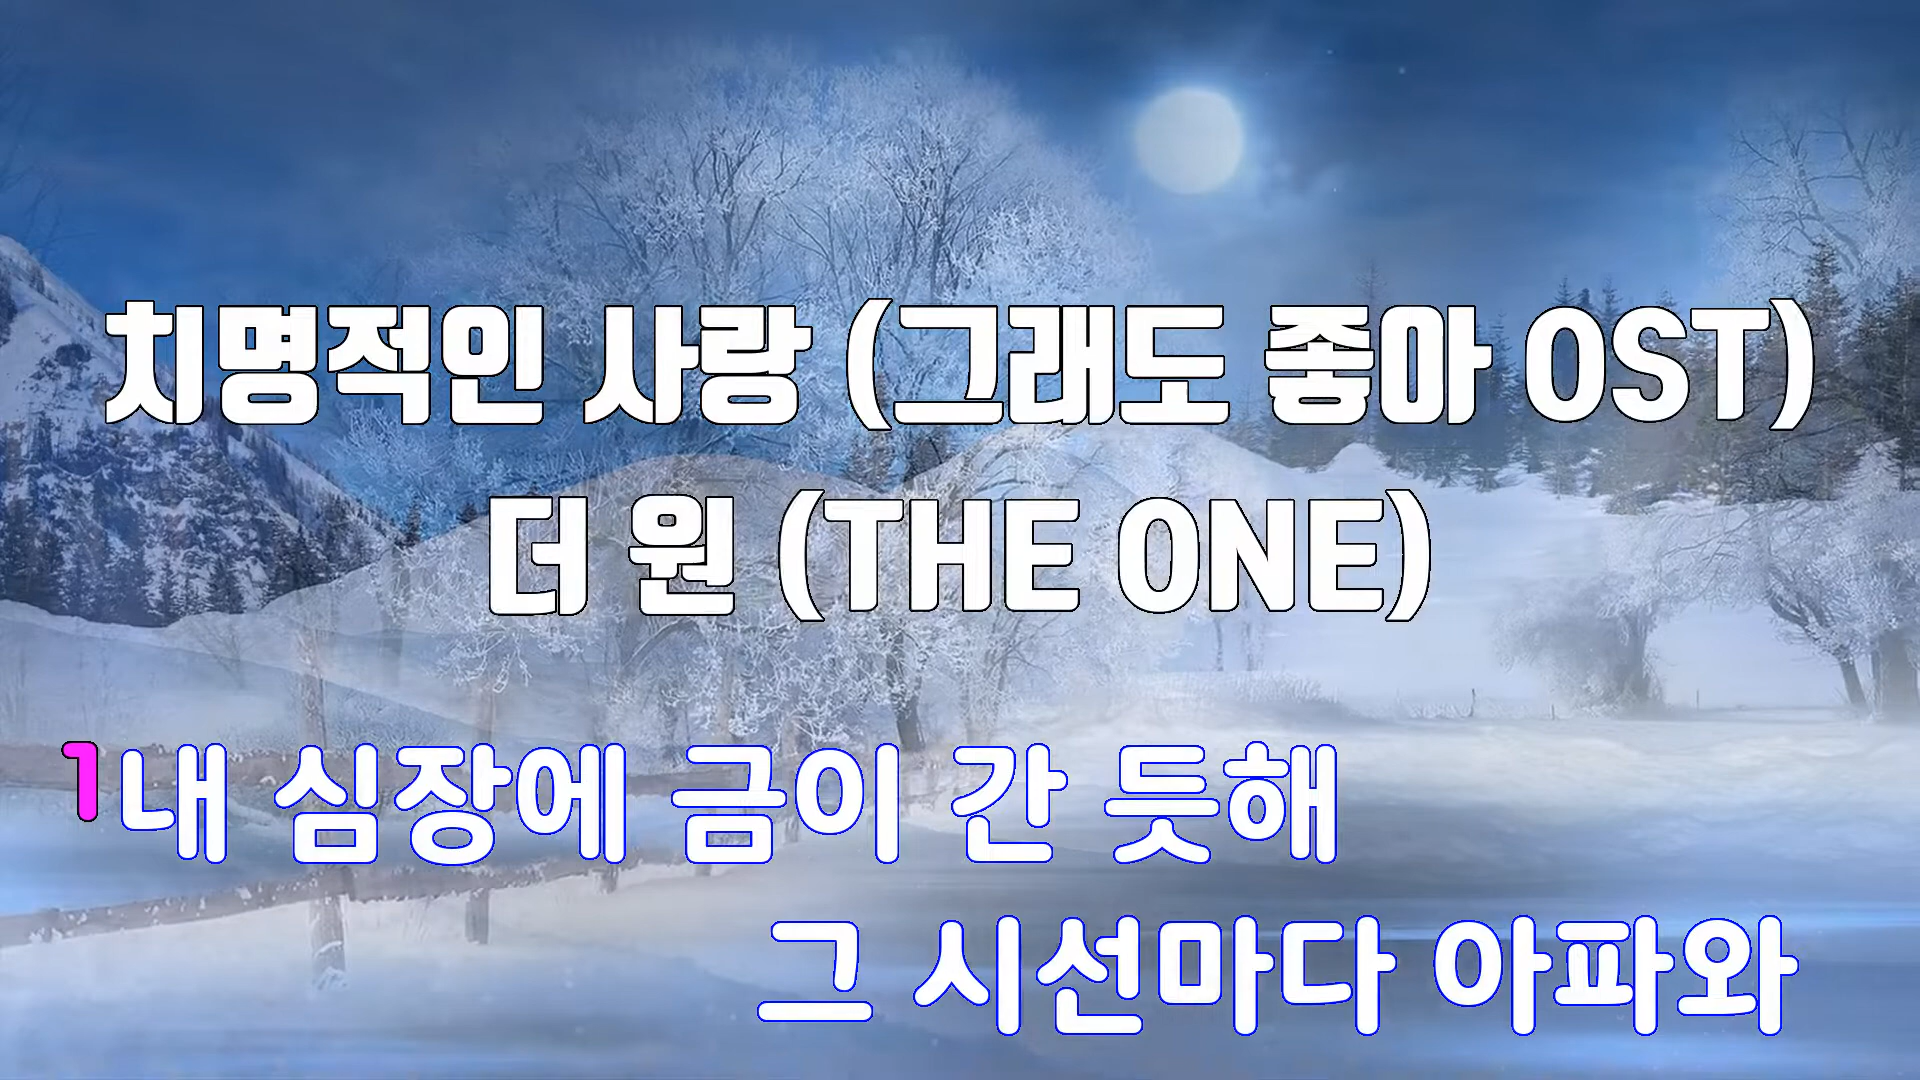 치명적인 사랑 (그래도 좋아 OST)
더 원 (THE ONE)
1내 심장에 금이 간 듯해
그 시선마다 아파와